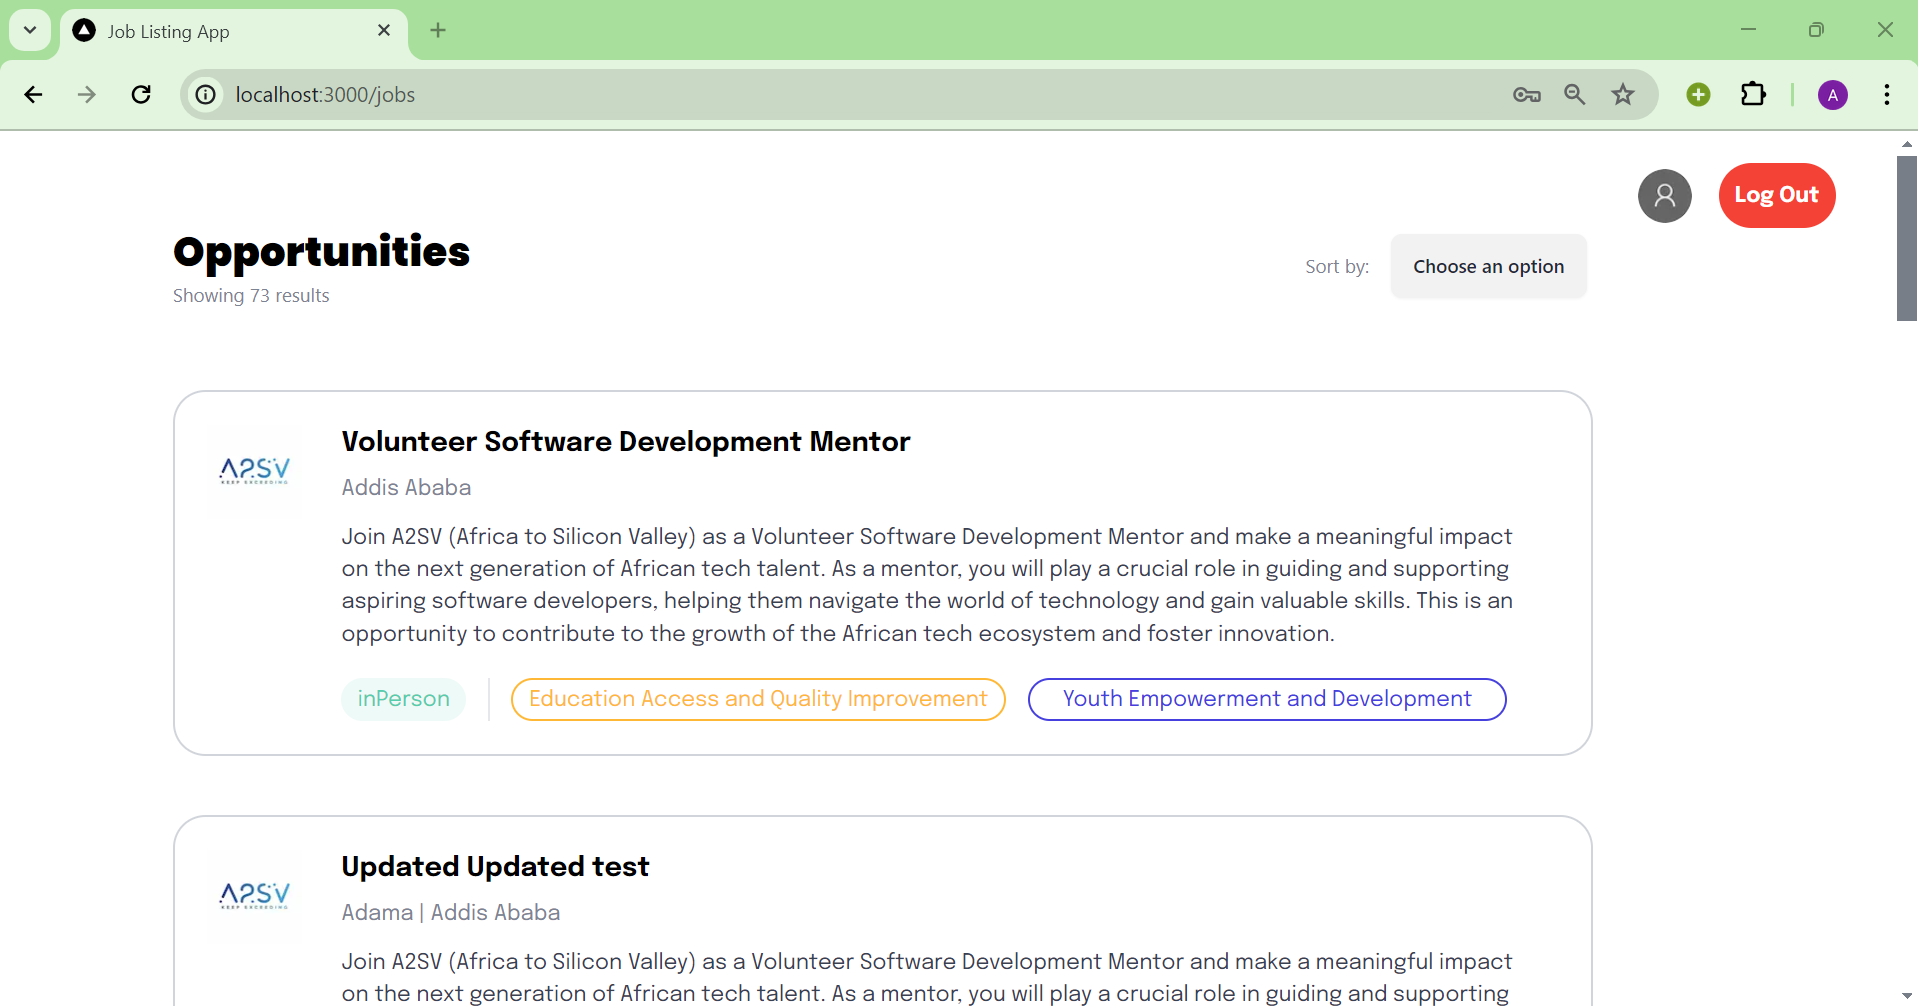 Job Listing App
localhost:3000/jobs
A
Log Out
Opportunities
Sort by:
Choose an option
Showing 73 results
Volunteer Software Development Mentor
A2SV
KEEP EXCEEDING
Addis Ababa
Join A2SV (Africa to Silicon Valley) as a Volunteer Software Development Mentor and make a meaningful impact
on the next generation of African tech talent. As a mentor, you will play a crucial role in guiding and supporting
aspiring software developers, helping them navigate the world of technology and gain valuable skills. This is an
opportunity to contribute to the growth of the African tech ecosystem and foster innovation.
inPerson
Education Access and Quality Improvement
Youth Empowerment and Development
Updated Updated test
A2SV
KEEP EXCEEDING
Adama | Addis Ababa
Join A2SV (Africa to Silicon Valley) as a Volunteer Software Development Mentor and make a meaningful impact
on the next generation of African tech talent. As a mentor, you will play a crucial role in guiding and supporting